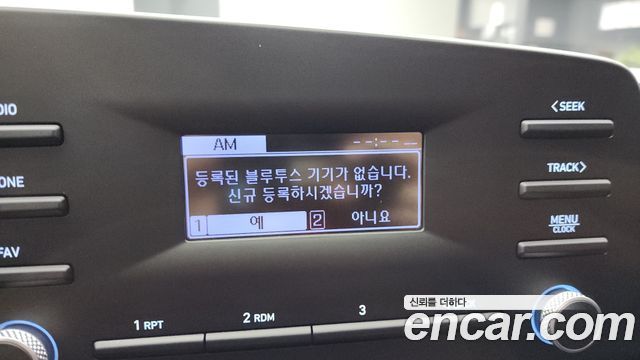 AM --:-- __
등록된 블루투스 기기가 없습니다.
신규 등록하시겠습니까?
1 예 2 아니요
DIO
ONE
FAV
<SEEK
TRACK>
MENU
CLOCK
1 RPT
2 RDM
3
신뢰를 더하다
encar.com